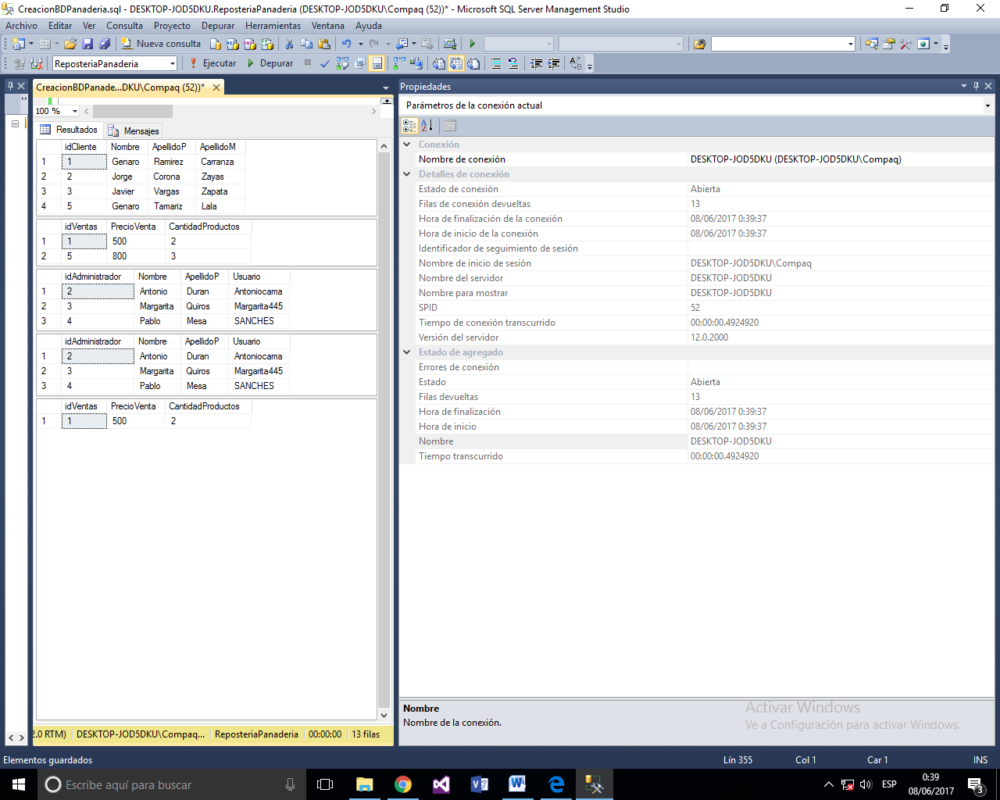 CreacionBDPanaderia.sql - DESKTOP-JOD5DKU.ReposteriaPanaderia (DESKTOP-JOD5DKU\Compaq (52))* - Microsoft SQL Server Management Studio
Archivo Editar Ver Consulta Proyecto Depurar Herramientas Ventana Ayuda
Nueva consulta
ReposteriaPanaderia Ejecutar Depurar
CreacionBDPanade...DKU\Compaq (52))*
100 %
Resultados Mensajes
idCliente Nombre ApellidoP ApellidoM
1 1 Genaro Ramirez Carranza
2 2 Jorge Corona Zayas
3 3 Javier Vargas Zapata
4 5 Genaro Tamariz Lala
idVentas PrecioVenta CantidadProductos
1 1 500 2
2 5 800 3
idAdministrador Nombre ApellidoP Usuario
1 2 Antonio Duran Antoniocama
2 3 Margarita Quiros Margarita445
3 4 Pablo Mesa SANCHES
idAdministrador Nombre ApellidoP Usuario
1 2 Antonio Duran Antoniocama
2 3 Margarita Quiros Margarita445
3 4 Pablo Mesa SANCHES
idVentas PrecioVenta CantidadProductos
1 1 500 2
2.0 RTM) DESKTOP-JOD5DKU\Compaq... ReposteriaPanaderia 00:00:00 13 filas
Propiedades
Parámetros de la conexión actual
Conexión
Nombre de conexión DESKTOP-JOD5DKU (DESKTOP-JOD5DKU\Compaq)
Detalles de conexión
Estado de conexión Abierta
Filas de conexión devueltas 13
Hora de finalización de la conexión 08/06/2017 0:39:37
Hora de inicio de la conexión 08/06/2017 0:39:37
Identificador de seguimiento de sesión
Nombre de inicio de sesión DESKTOP-JOD5DKU\Compaq
Nombre del servidor DESKTOP-JOD5DKU
Nombre para mostrar DESKTOP-JOD5DKU
SPID 52
Tiempo de conexión transcurrido 00:00:00.4924920
Versión del servidor 12.0.2000
Estado de agregado
Errores de conexión
Estado Abierta
Filas devueltas 13
Hora de finalización 08/06/2017 0:39:37
Hora de inicio 08/06/2017 0:39:37
Nombre DESKTOP-JOD5DKU
Tiempo transcurrido 00:00:00.4924920
Nombre
Nombre de la conexión.
Activar Windows
Ve a Configuración para activar Windows.
Elementos guardados Lín 355 Col 1 Car 1 INS
Escribe aquí para buscar
ESP 0:39
08/06/2017 3